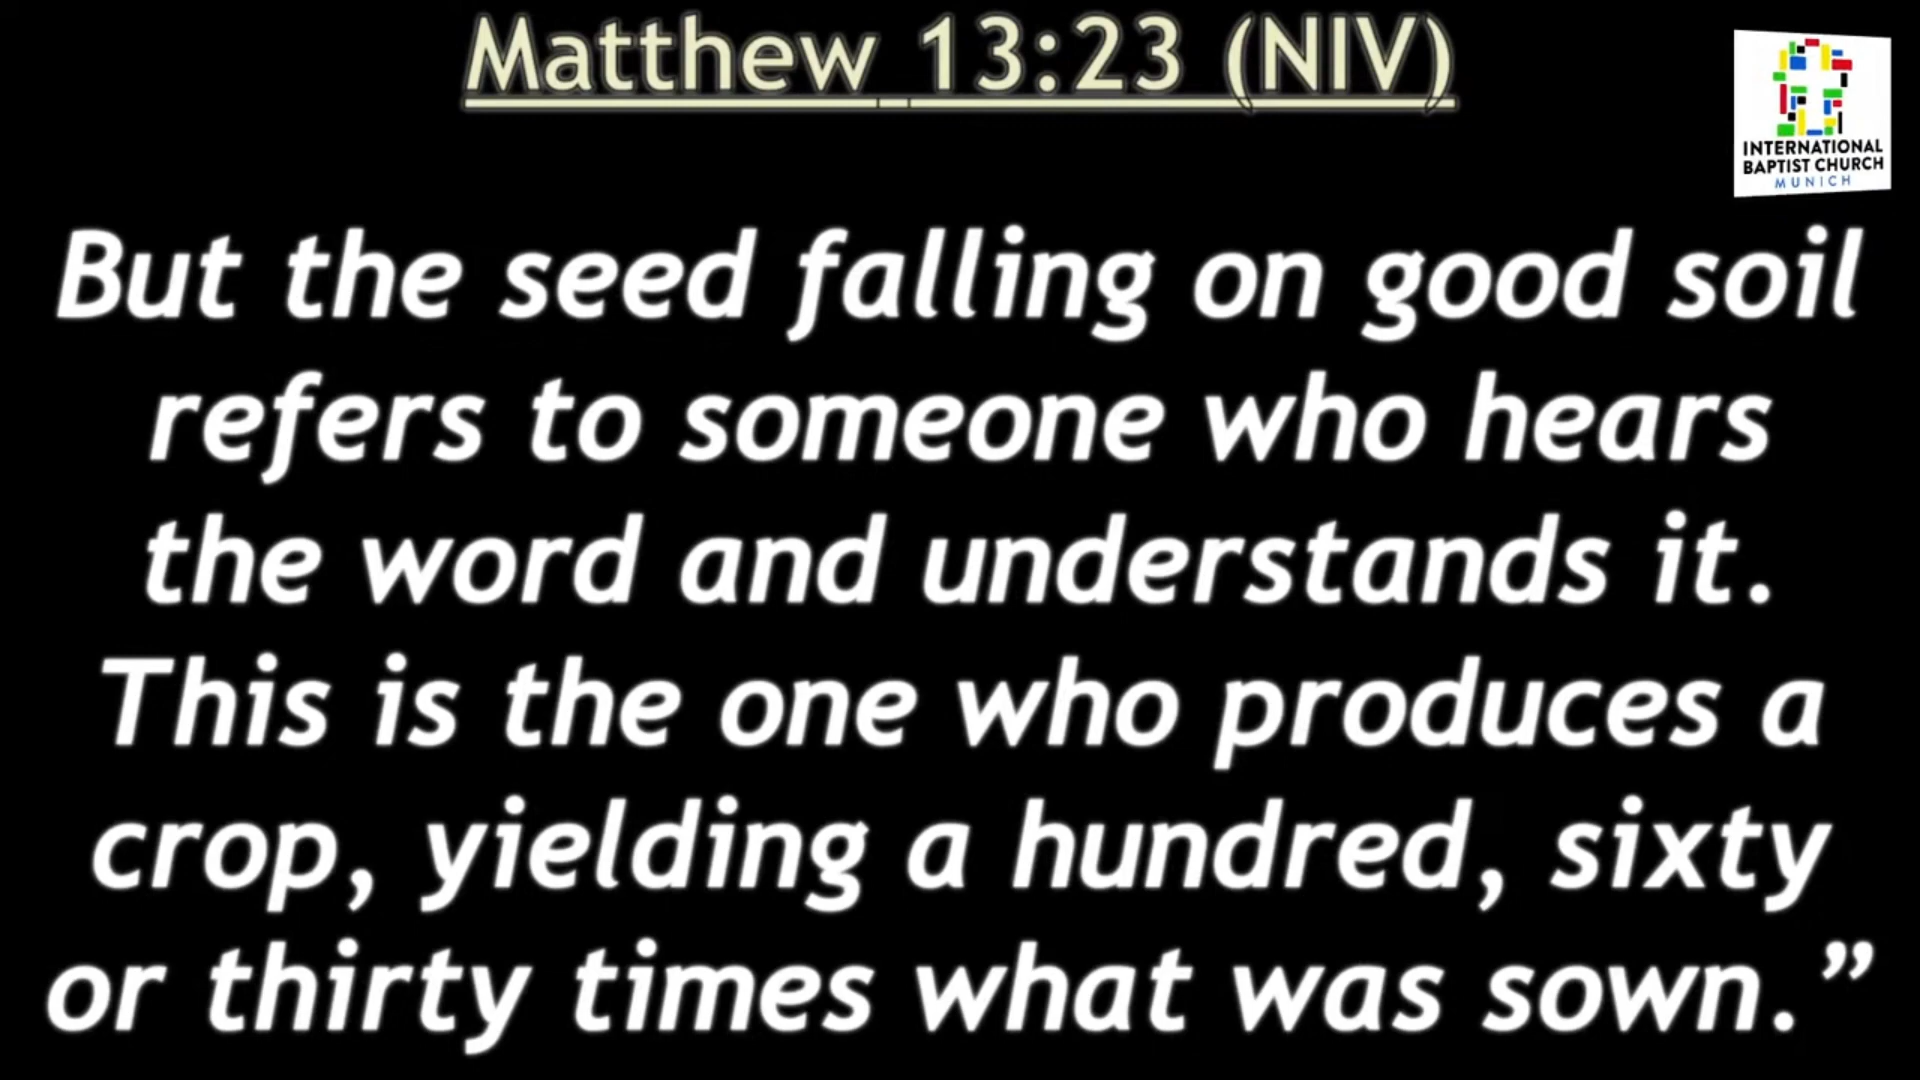 Matthew 13:23 (NIV)
INTERNATIONAL
BAPTIST CHURCH
MUNICH
But the seed falling on good soil
refers to someone who hears
the word and understands it.
This is the one who produces a
crop, yielding a hundred, sixty
or thirty times what was sown.”